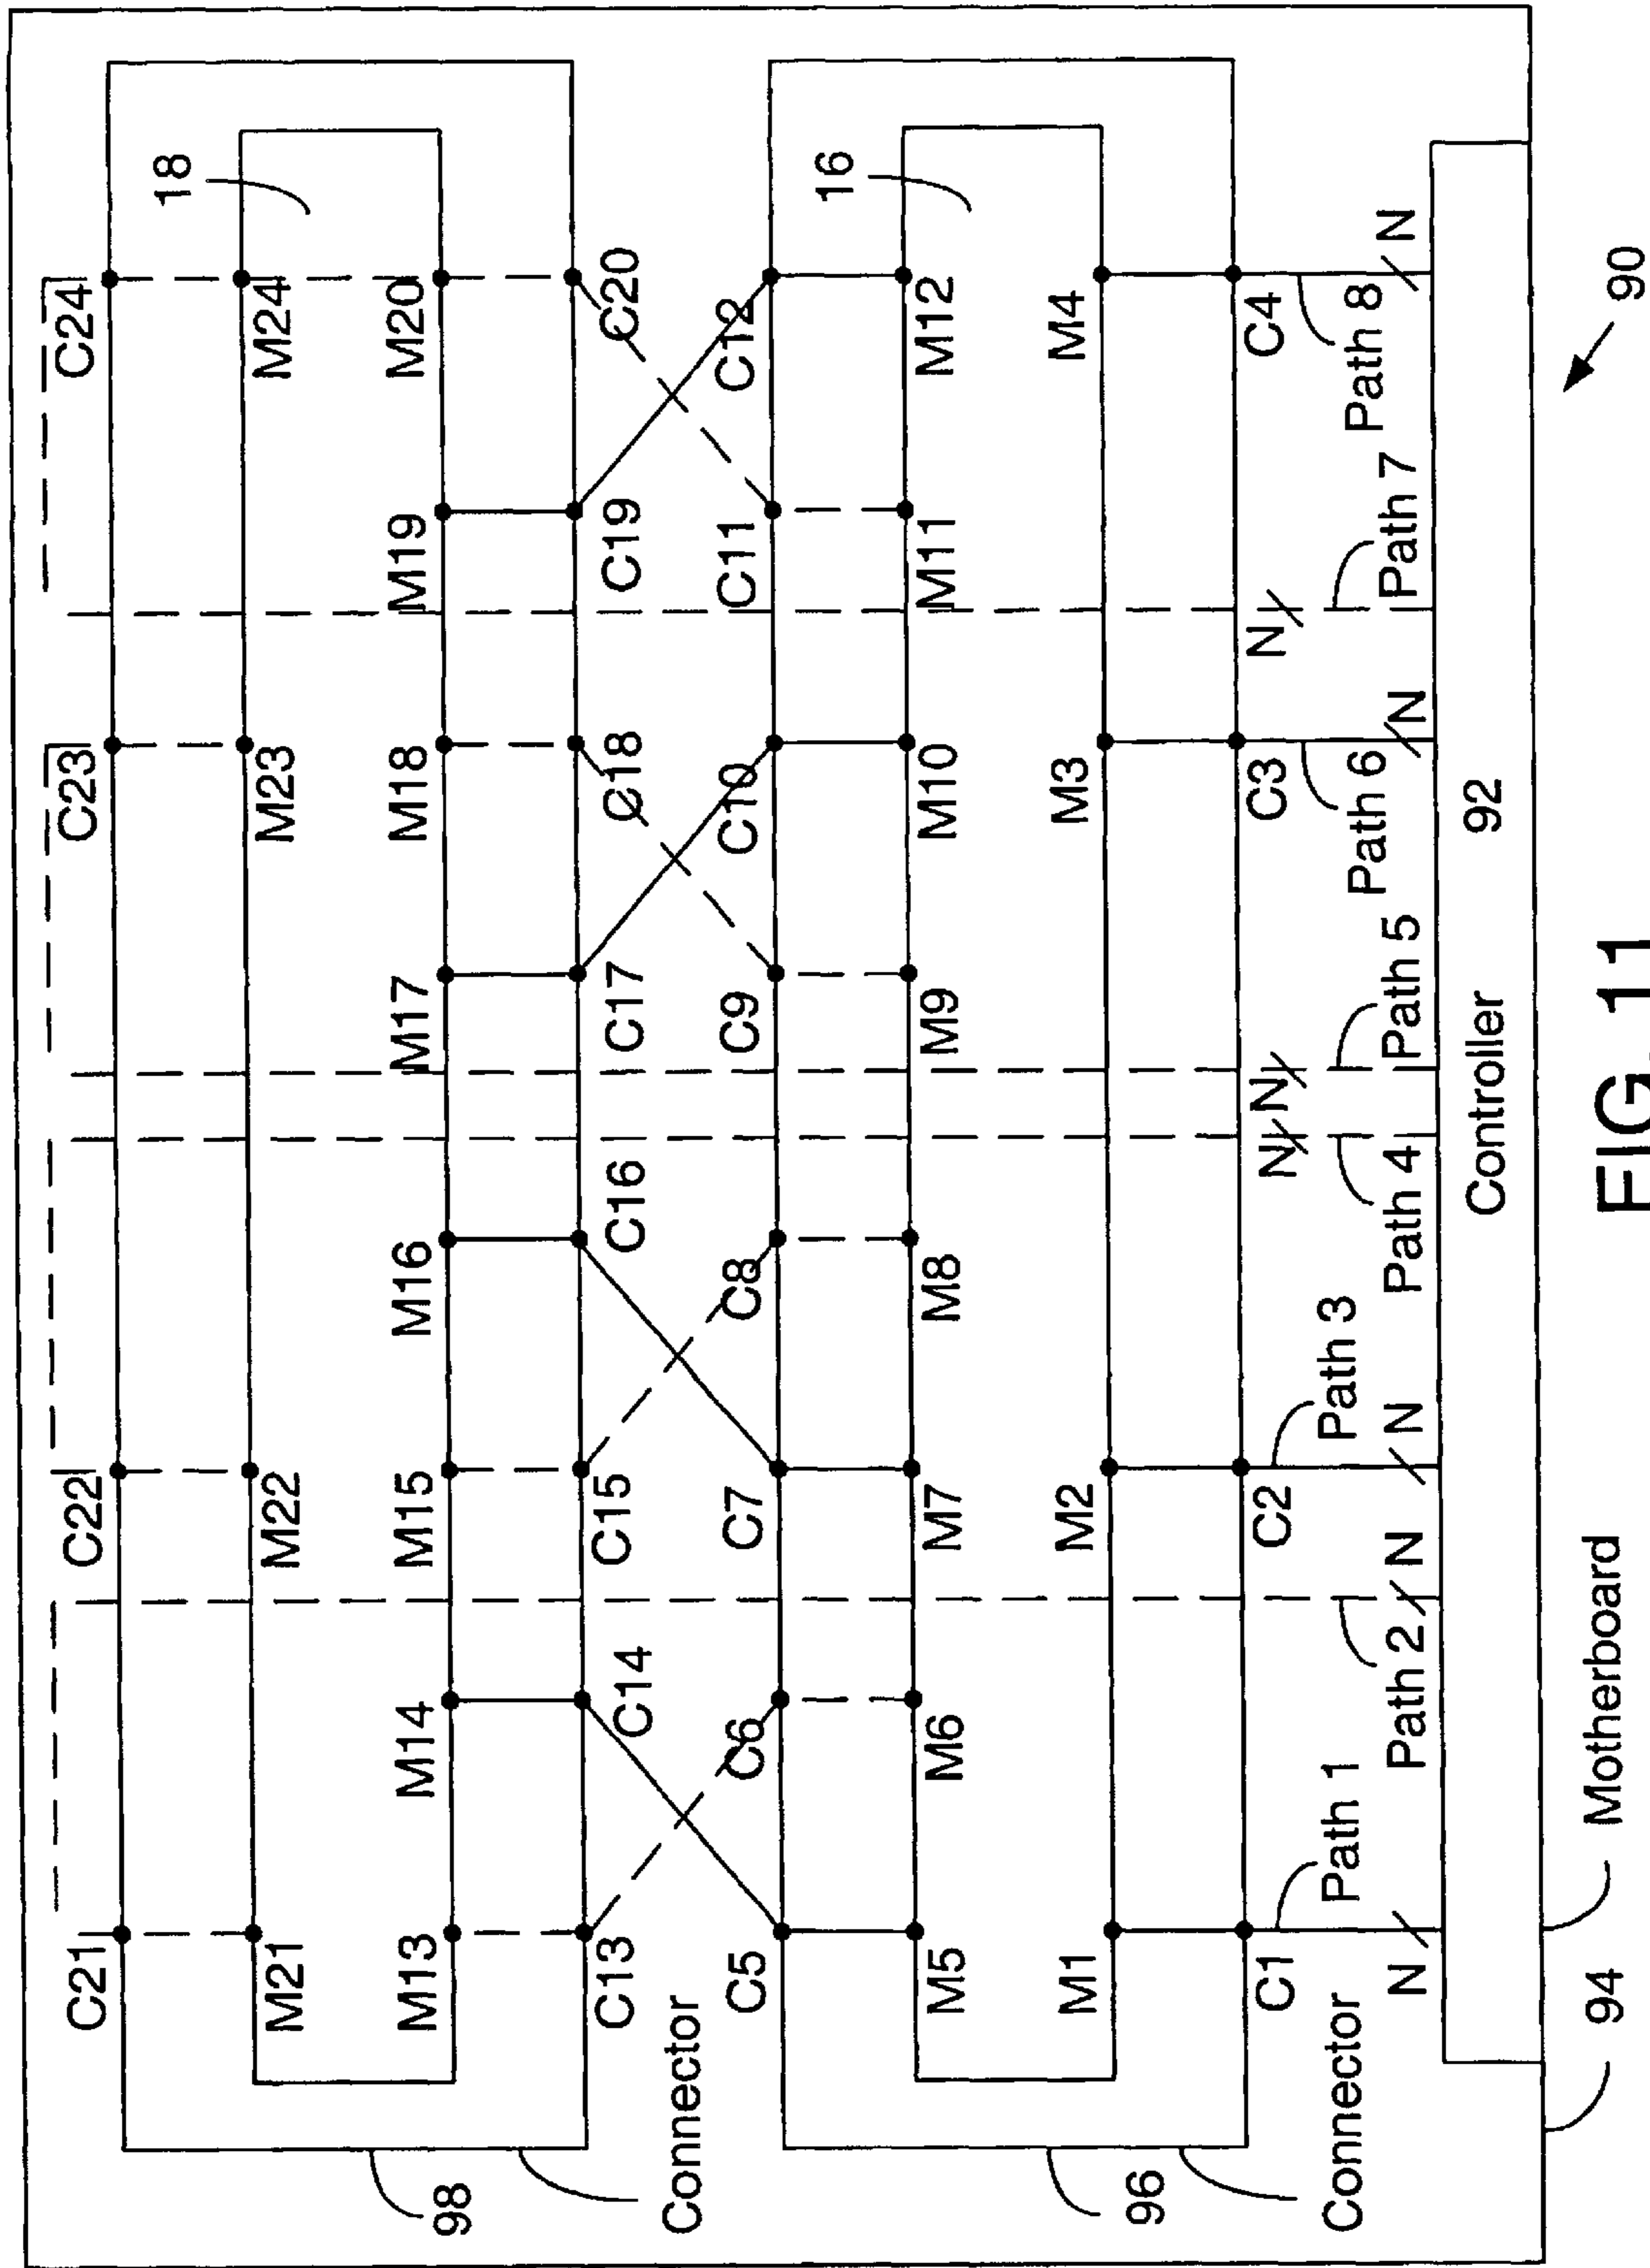 C21
C22
C23
C24
18
M21
M22
M23
M24
M13
M14
M15
M16
M17
M18
M19
M20
98
C13
C14
C15
C16
C17
C18
C19
C20
Connector
C5
C6
C7
C8
C9
C10
C11
C12
16
M5
M6
M7
M8
M9
M10
M11
M12
M1
M2
M3
M4
96
C1
C2
C3
C4
Connector
N
N
N
N
N
N
N
N
Path 1
Path 2
Path 3
Path 4
Path 5
Path 6
Path 7
Path 8
Controller
92
94
Motherboard
90
FIG. 11